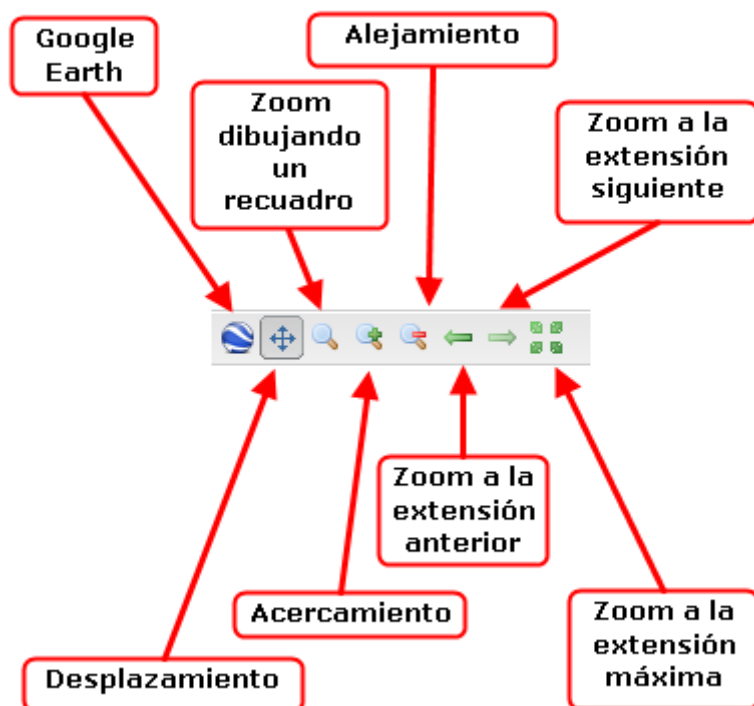 Google
Earth
Alejamiento
Zoom
dibujando
un
recuadro
Zoom a la
extensión
siguiente
Zoom a la
extensión
anterior
Acercamiento
Zoom a la
extensión
máxima
Desplazamiento